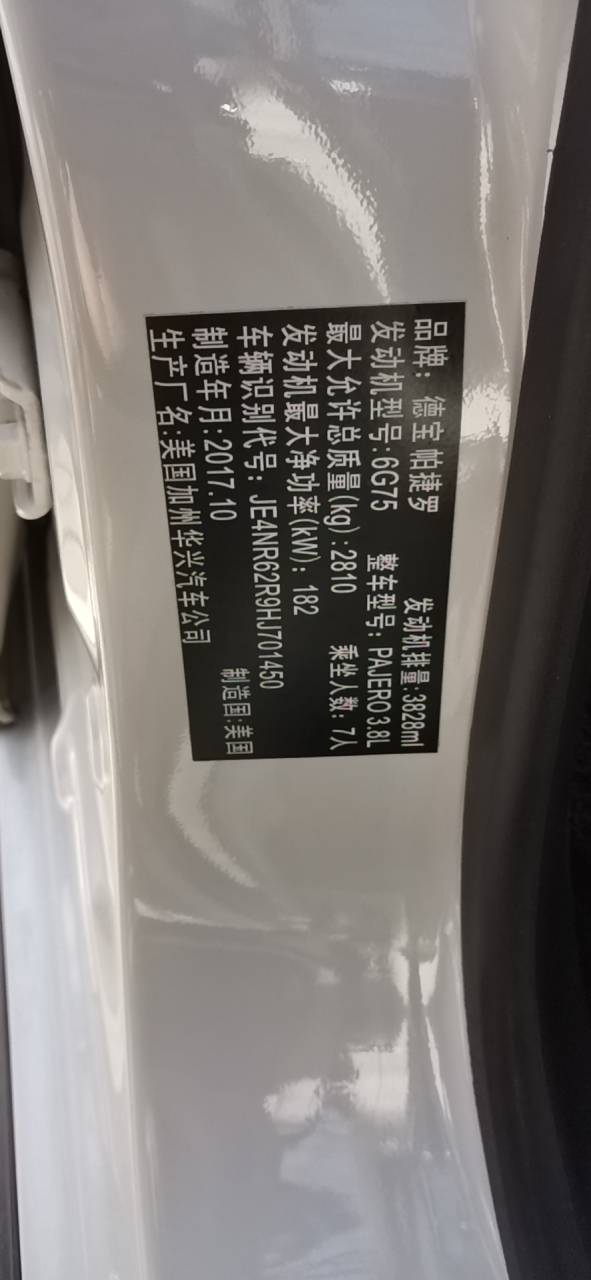 品牌：德宝 帕捷罗 发动机排量:3828ml
发动机型号:6G75 整车型号：PAJERO 3.8L
最大允许总质量(kg):2810 乘坐人数：7人
发动机最大净功率(kW)：182
车辆识别代号：JE4NR62R9HJ701450
制造年月:2017.10 制造国:美国
生产厂名:美国加州华兴汽车公司